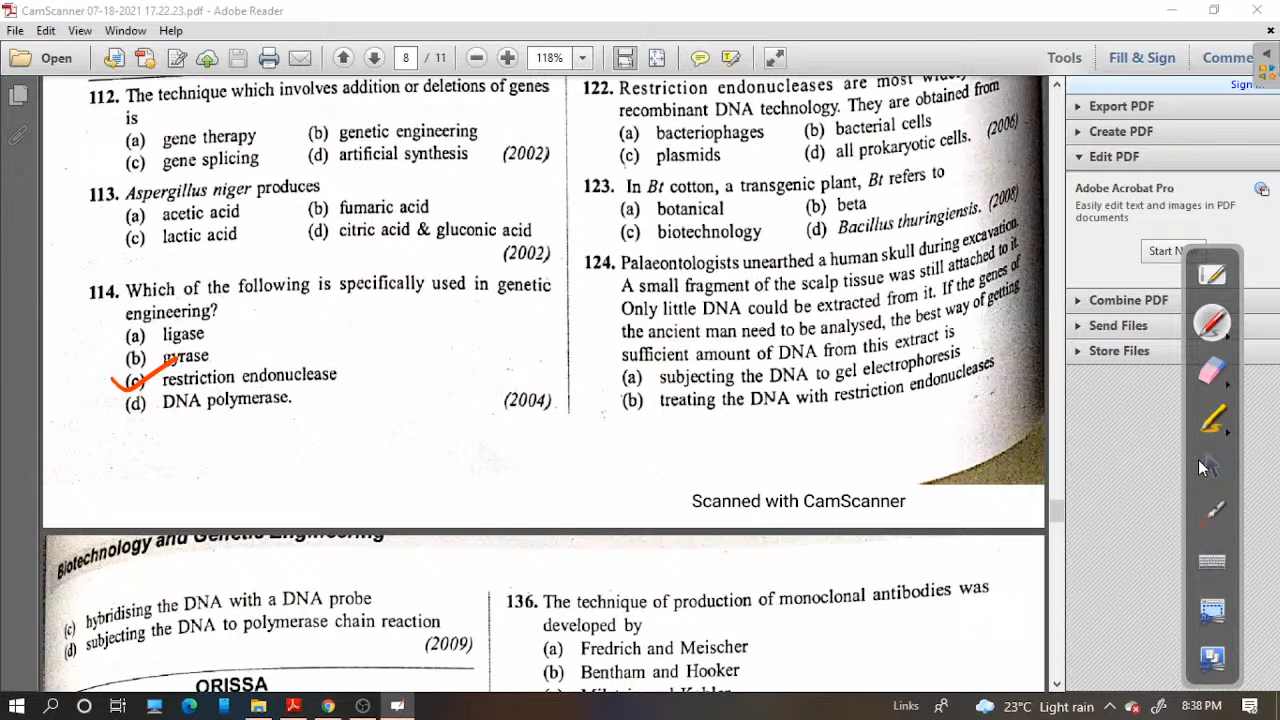 CamScanner 07-18-2021 17.22.23.pdf - Adobe Reader
File Edit View Window Help
Open
8 / 11
118%
Tools
Fill & Sign
Comme
112. The technique which involves addition or deletions of genes
is
(a) gene therapy (b) genetic engineering
(c) gene splicing (d) artificial synthesis (2002)
113. Aspergillus niger produces
(a) acetic acid (b) fumaric acid
(c) lactic acid (d) citric acid & gluconic acid
(2002)
114. Which of the following is specifically used in genetic
engineering?
(a) ligase
(b) gyrase
(c) restriction endonuclease
(d) DNA polymerase. (2004)
122. Restriction endonucleases are most
recombinant DNA technology. They are obtained from
(a) bacteriophages (b) bacterial cells
(c) plasmids (d) all prokaryotic cells. (2006)
123. In Bt cotton, a transgenic plant, Bt refers to
(a) botanical (b) beta
(c) biotechnology (d) Bacillus thuringiensis. (2008)
124. Palaeontologists unearthed a human skull during excavation.
A small fragment of the scalp tissue was still attached to it.
Only little DNA could be extracted from it. If the genes of
the ancient man need to be analysed, the best way of getting
sufficient amount of DNA from this extract is
(a) subjecting the DNA to gel electrophoresis
(b) treating the DNA with restriction endonucleases
Scanned with CamScanner
Biotechnology and Genetic Engineering
(c) hybridising the DNA with a DNA probe
(d) subjecting the DNA to polymerase chain reaction
(2009)
ORISSA
136. The technique of production of monoclonal antibodies was
developed by
(a) Fredrich and Meischer
(b) Bentham and Hooker
Sign
Export PDF
Create PDF
Edit PDF
Adobe Acrobat Pro
Easily edit text and images in PDF
documents
Start
Combine PDF
Send Files
Store Files
Links
23°C Light rain
8:38 PM